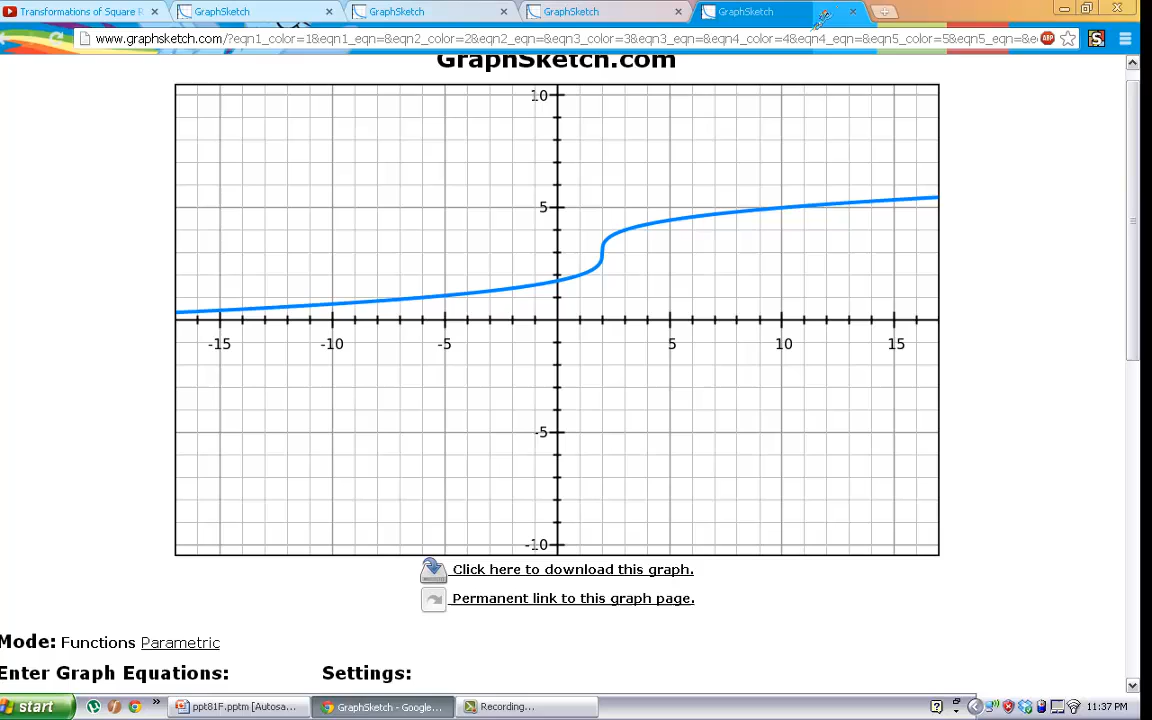 Transformations of Square R
GraphSketch
GraphSketch
GraphSketch
GraphSketch
www.graphsketch.com/?eqn1_color=1&eqn1_eqn=&eqn2_color=2&eqn2_eqn=&eqn3_color=3&eqn3_eqn=&eqn4_color=4&eqn4_eqn=&eqn5_color=5&eqn5_eqn=&e
ABP
S
GraphSketch.com
10
5
-15
-10
-5
5
10
15
-5
-10
Click here to download this graph.
Permanent link to this graph page.
Mode: Functions Parametric
Enter Graph Equations:
Settings:
start
»
ppt81F.pptm [Autosa...
GraphSketch - Google...
Recording...
?
11:37 PM